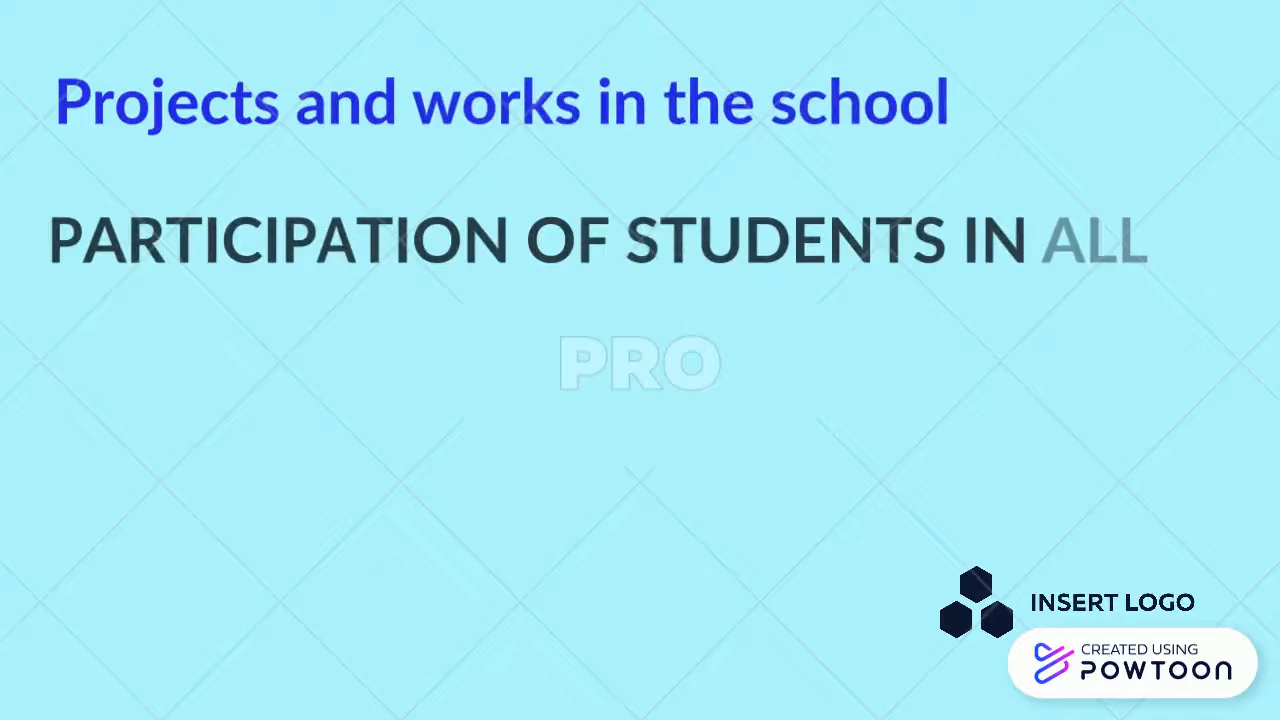 Projects and works in the school
PARTICIPATION OF STUDENTS IN ALL
PRO
INSERT LOGO
CREATED USING
POWTOON